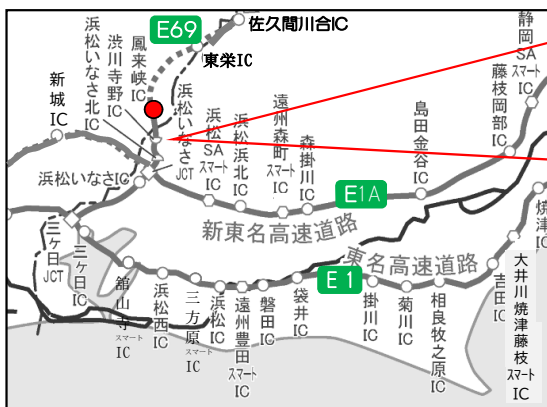 E69
佐久間川合IC
東栄IC
鳳来峡IC
渋川寺野IC
浜松いなさ北IC
新城IC
浜松いなさJCT
浜松いなさIC
浜松SAスマートIC
浜松浜北IC
遠州森町スマートIC
森掛川IC
島田金谷IC
藤枝岡部IC
静岡SAスマートIC
E1A
新東名高速道路
東名高速道路
E1
三ヶ日JCT
三ヶ日IC
舘山寺スマートIC
浜松西IC
三方原スマートIC
浜松IC
遠州豊田スマートIC
磐田IC
袋井IC
掛川IC
菊川IC
相良牧之原IC
吉田IC
大井川焼津藤枝スマートIC
焼津IC